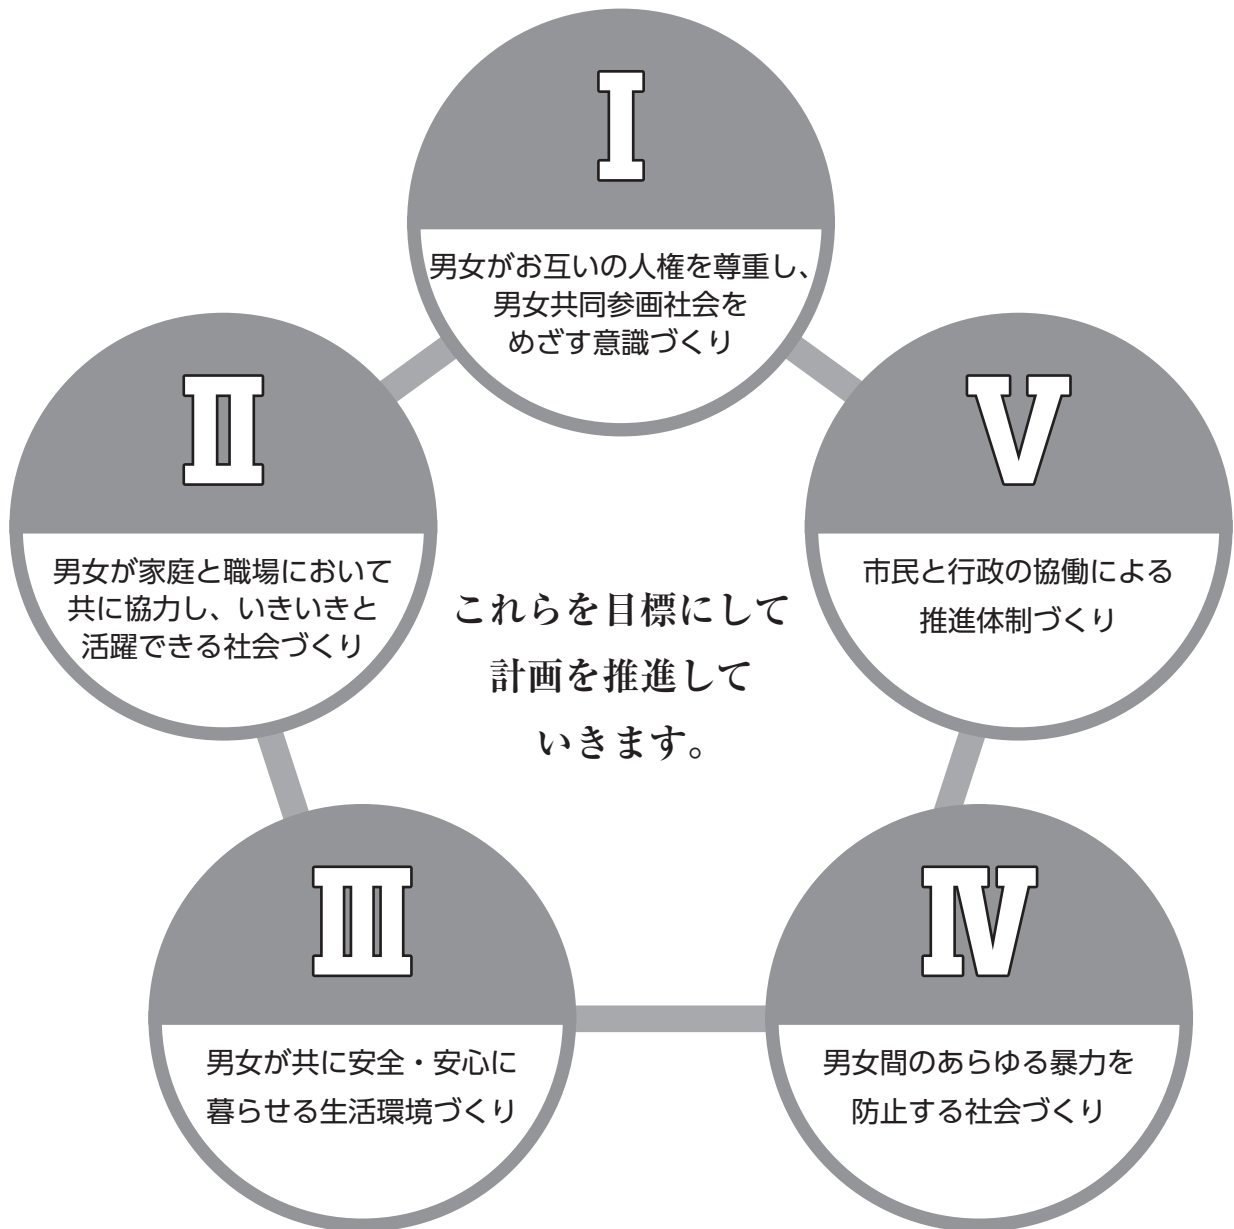 Ⅰ
男女がお互いの人権を尊重し、
男女共同参画社会を
めざす意識づくり
Ⅱ
男女が家庭と職場において
共に協力し、いきいきと
活躍できる社会づくり
Ⅲ
男女が共に安全・安心に
暮らせる生活環境づくり
Ⅳ
男女間のあらゆる暴力を
防止する社会づくり
Ⅴ
市民と行政の協働による
推進体制づくり
これらを目標にして
計画を推進して
いきます。